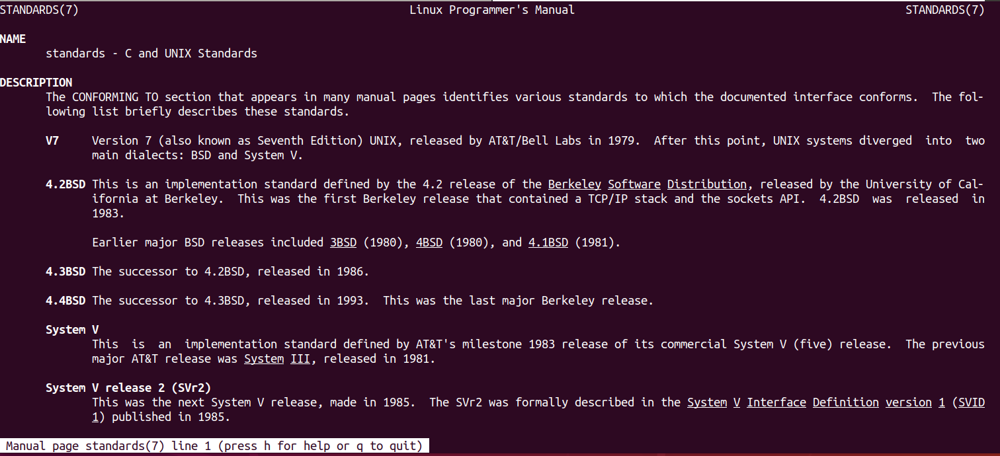 STANDARDS(7) Linux Programmer's Manual STANDARDS(7)
NAME
standards - C and UNIX Standards
DESCRIPTION
The CONFORMING TO section that appears in many manual pages identifies various standards to which the documented interface conforms. The fol-
lowing list briefly describes these standards.
V7 Version 7 (also known as Seventh Edition) UNIX, released by AT&T/Bell Labs in 1979. After this point, UNIX systems diverged into two
main dialects: BSD and System V.
4.2BSD This is an implementation standard defined by the 4.2 release of the Berkeley Software Distribution, released by the University of Cal-
ifornia at Berkeley. This was the first Berkeley release that contained a TCP/IP stack and the sockets API. 4.2BSD was released in
1983.
Earlier major BSD releases included 3BSD (1980), 4BSD (1980), and 4.1BSD (1981).
4.3BSD The successor to 4.2BSD, released in 1986.
4.4BSD The successor to 4.3BSD, released in 1993. This was the last major Berkeley release.
System V
This is an implementation standard defined by AT&T's milestone 1983 release of its commercial System V (five) release. The previous
major AT&T release was System III, released in 1981.
System V release 2 (SVr2)
This was the next System V release, made in 1985. The SVr2 was formally described in the System V Interface Definition version 1 (SVID
1) published in 1985.
Manual page standards(7) line 1 (press h for help or q to quit)